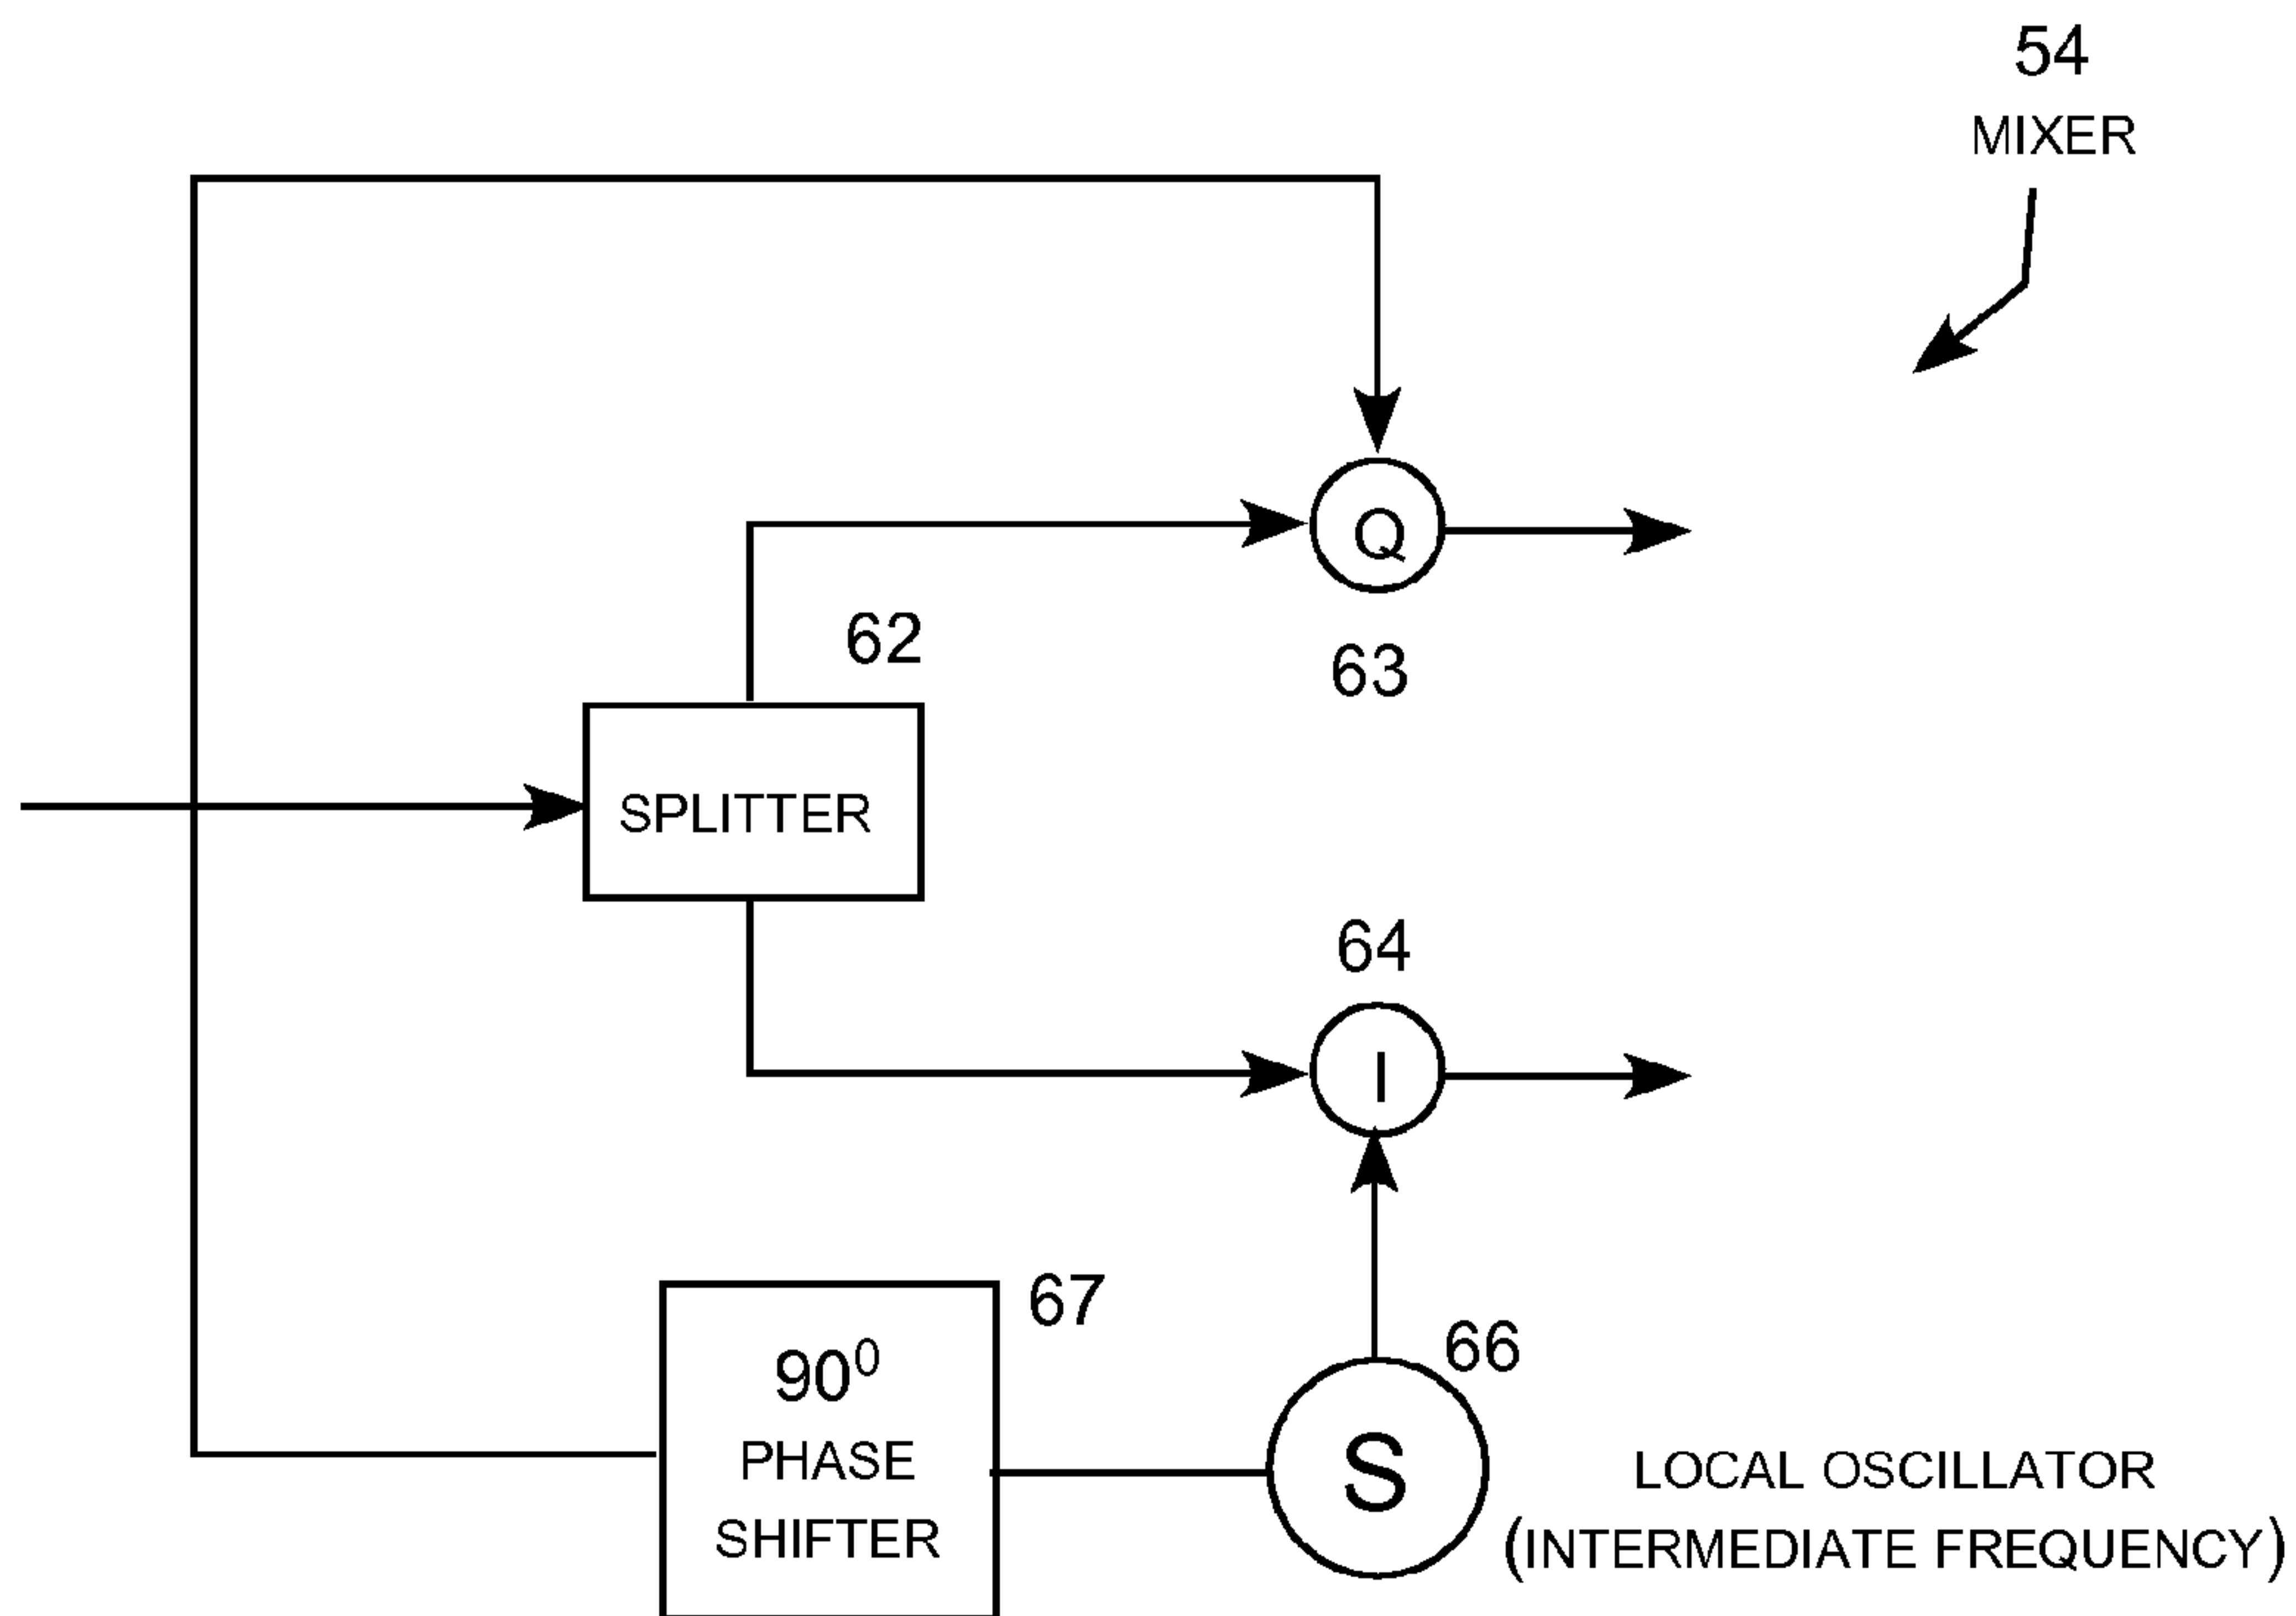 54
MIXER
Q
62
63
SPLITTER
64
I
67
66
90⁰
PHASE
SHIFTER
S
LOCAL OSCILLATOR
(INTERMEDIATE FREQUENCY)